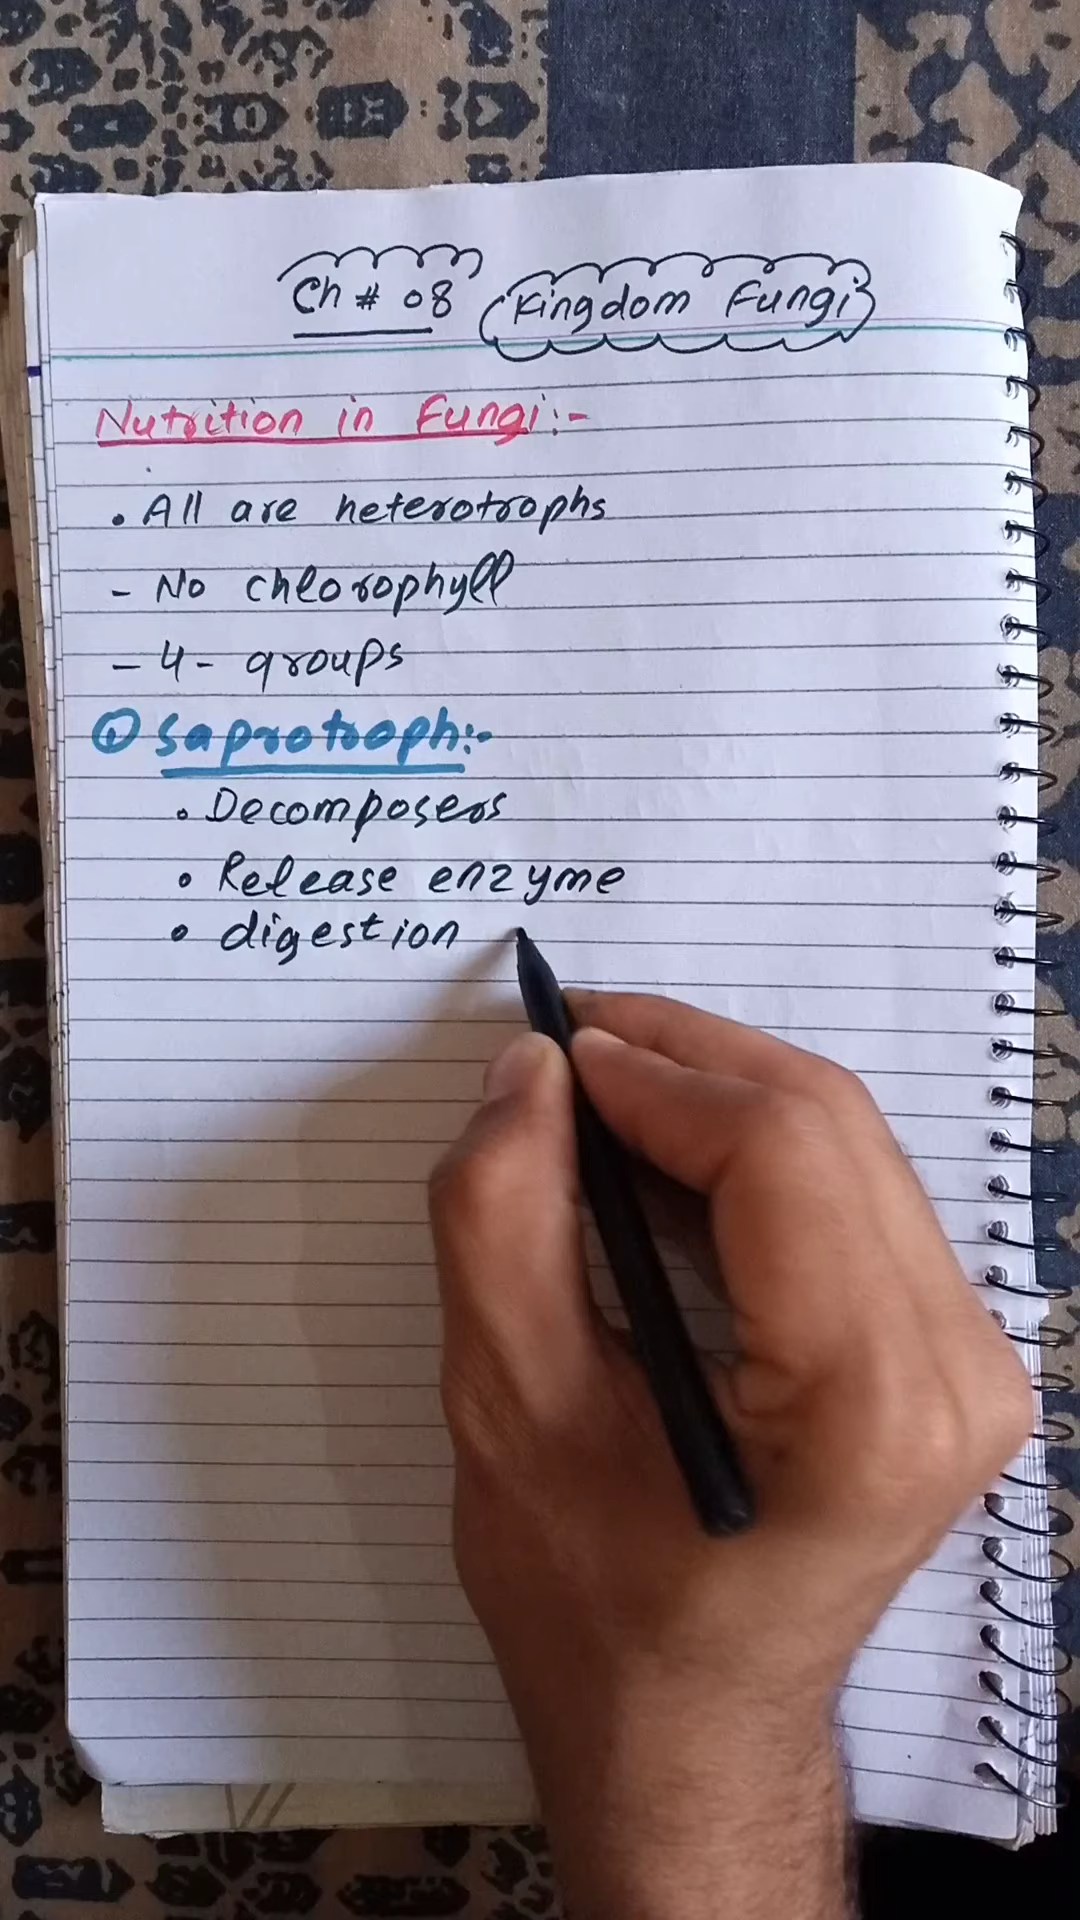 Ch # 08 Kingdom Fungi
Nutrition in Fungi:-
• All are heterotrophs
- No chlorophyll
- 4- groups
① Saprotroph:-
• Decomposers
• Release enzyme
• digestion